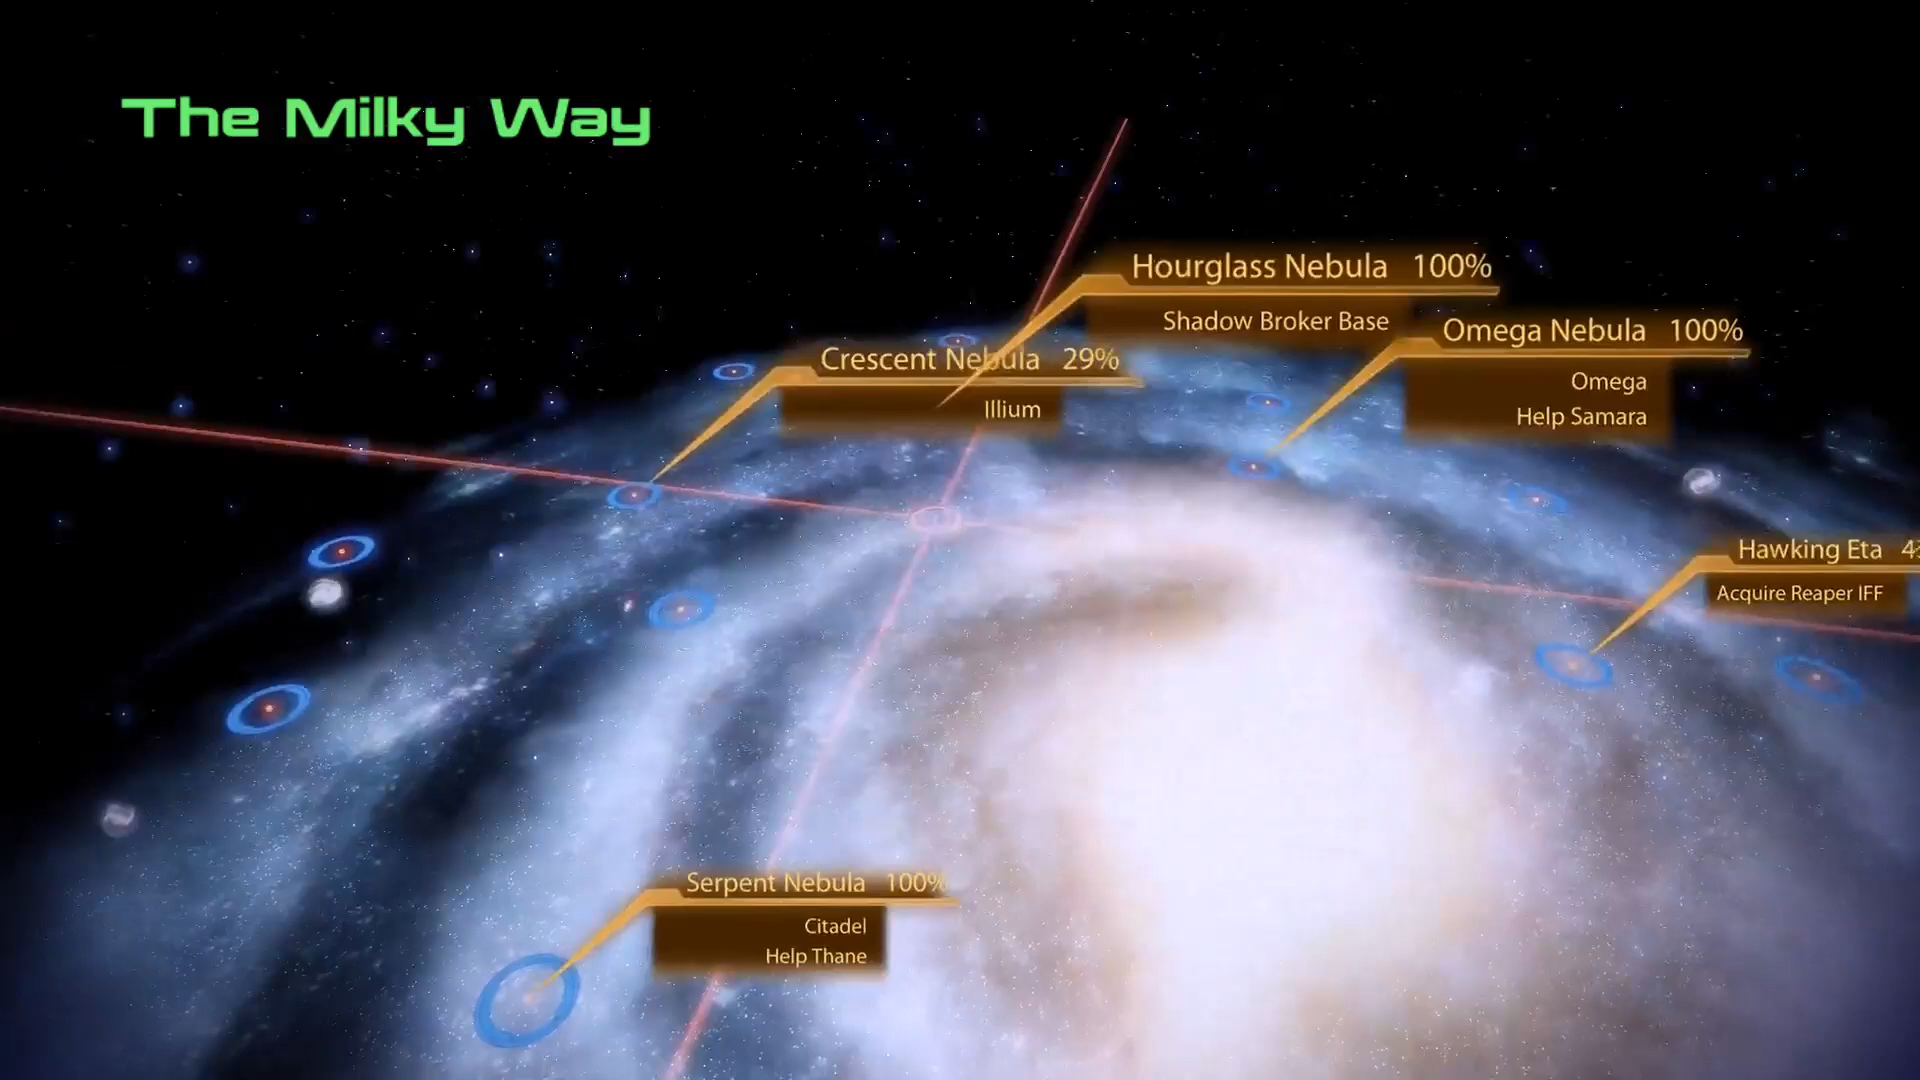 The Milky Way
Hourglass Nebula 100%
Shadow Broker Base
Omega Nebula 100%
Omega
Help Samara
Crescent Nebula 29%
Illium
Hawking Eta
Acquire Reaper IFF
Serpent Nebula 100%
Citadel
Help Thane